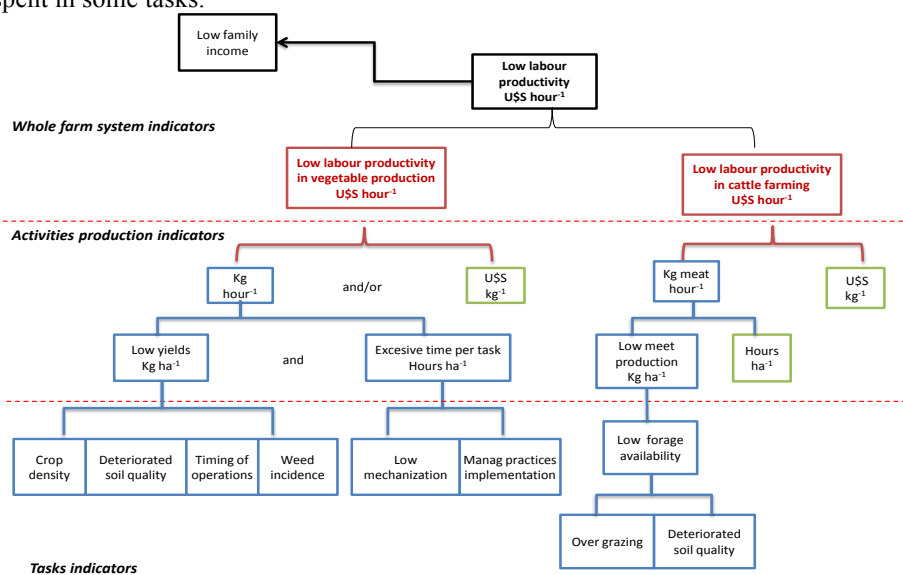 spent in some tasks.
Low family
income
Low labour
productivity
U$S hour⁻¹
Whole farm system indicators
Low labour productivity
in vegetable production
U$S hour⁻¹
Low labour productivity
in cattle farming
U$S hour⁻¹
Activities production indicators
Kg
hour⁻¹
and/or
U$S
kg⁻¹
Kg meat
hour⁻¹
U$S
kg⁻¹
Low yields
Kg ha⁻¹
and
Excesive time per task
Hours ha⁻¹
Low meet
production
Kg ha⁻¹
Hours
ha⁻¹
Crop
density
Deteriorated
soil quality
Timing of
operations
Weed
incidence
Low
mechanization
Manag practices
implementation
Low forage
availability
Over grazing
Deteriorated
soil quality
Tasks indicators